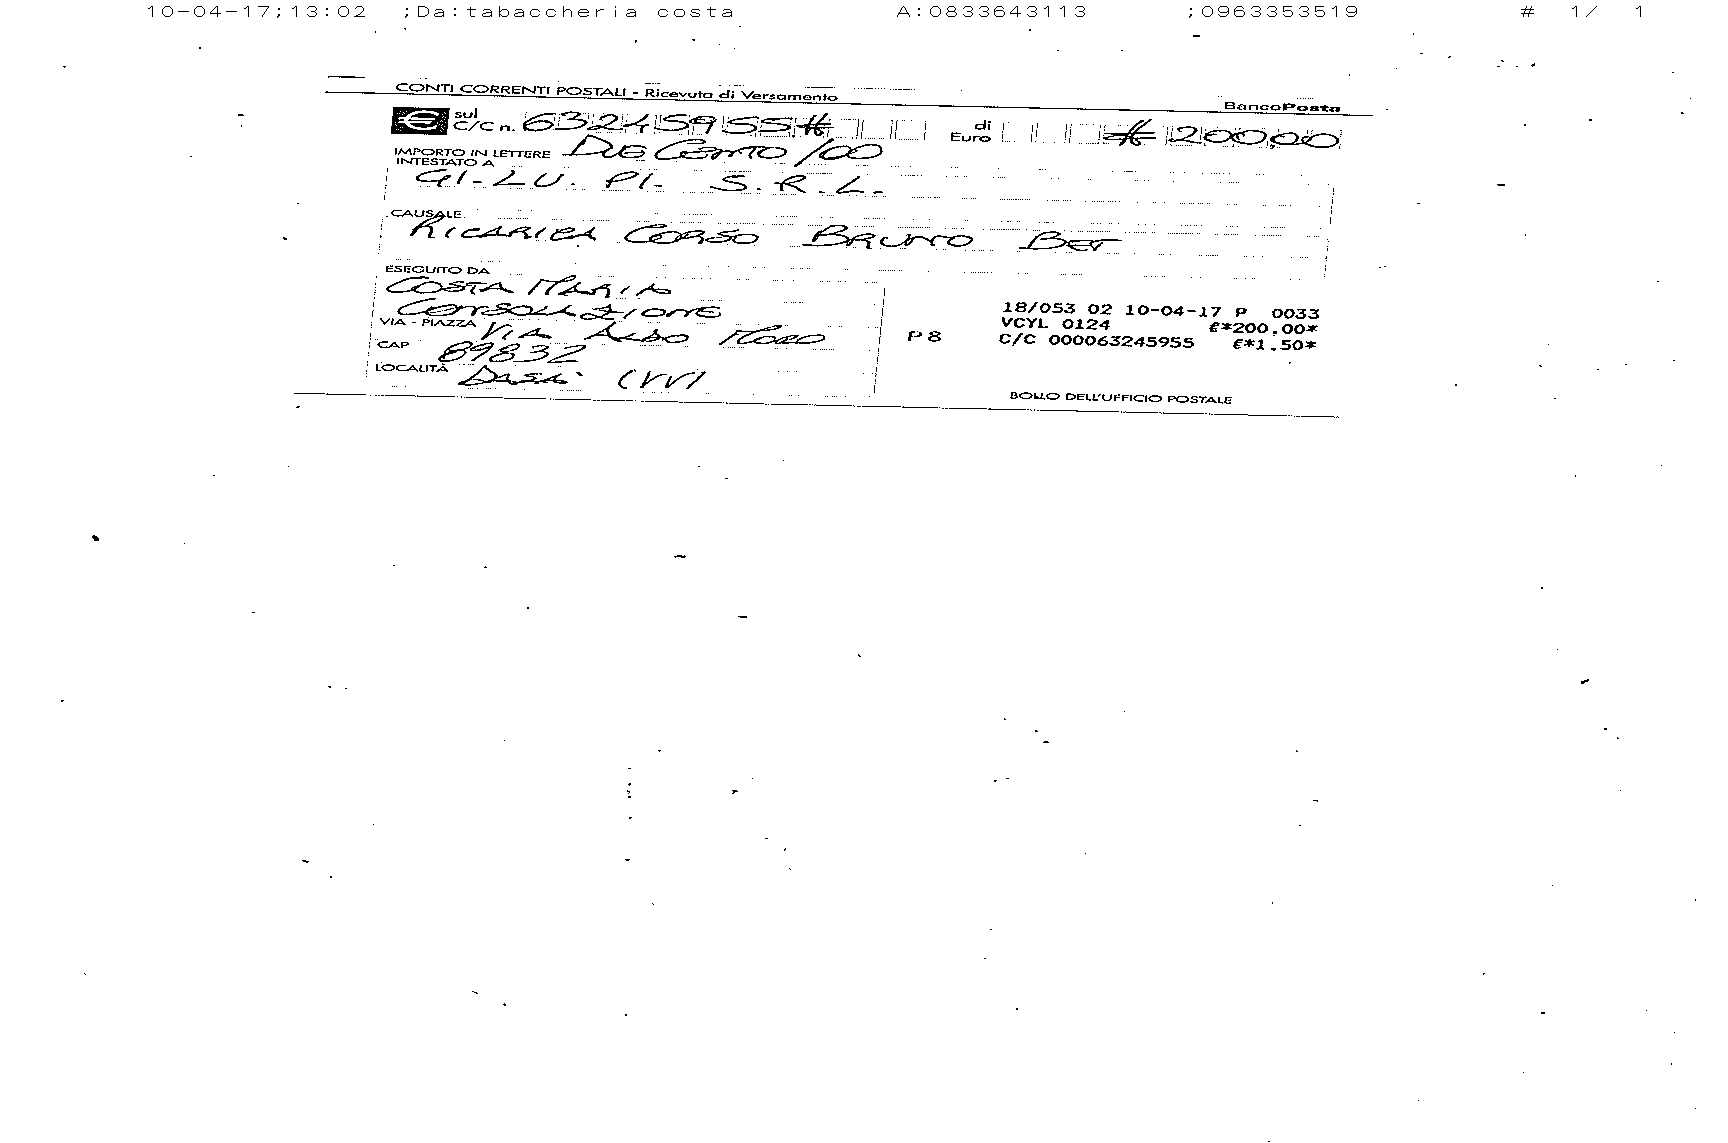 10-04-17;13:02 ;Da:tabaccheria costa A:0833643113 ;0963353519 # 1/ 1
CONTI CORRENTI POSTALI - Ricevuta di Versamento BancoPosta
€ sul C/C n. 63245955# di Euro # 200,00
IMPORTO IN LETTERE DUECENTO/00
INTESTATO A
GI.LU.PI. S.R.L.
CAUSALE
RICARICA CORSO BRUNO BET
ESEGUITO DA
COSTA MARIA
CONSOLAZIONE
VIA - PIAZZA VIA ALDO MORO
CAP 89832
LOCALITÀ DASÀ (VV)
18/053 02 10-04-17 P 0033
VCYL 0124 €*200.00*
P 8 C/C 000063245955 €*1.50*
BOLLO DELL'UFFICIO POSTALE